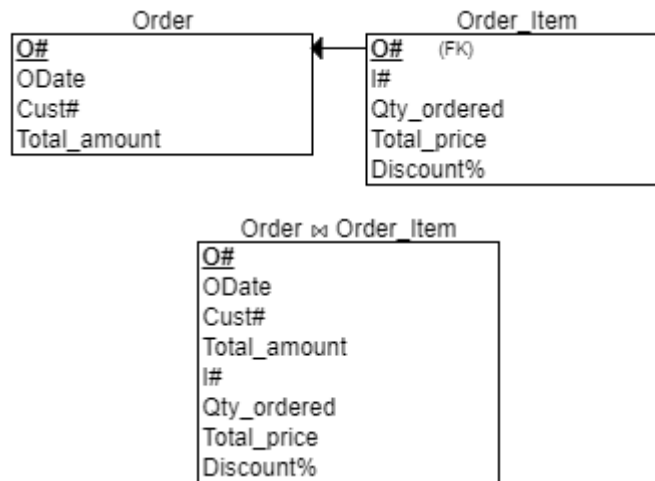 Order
O#
ODate
Cust#
Total_amount
Order_Item
O# (FK)
I#
Qty_ordered
Total_price
Discount%
Order ⋈ Order_Item
O#
ODate
Cust#
Total_amount
I#
Qty_ordered
Total_price
Discount%